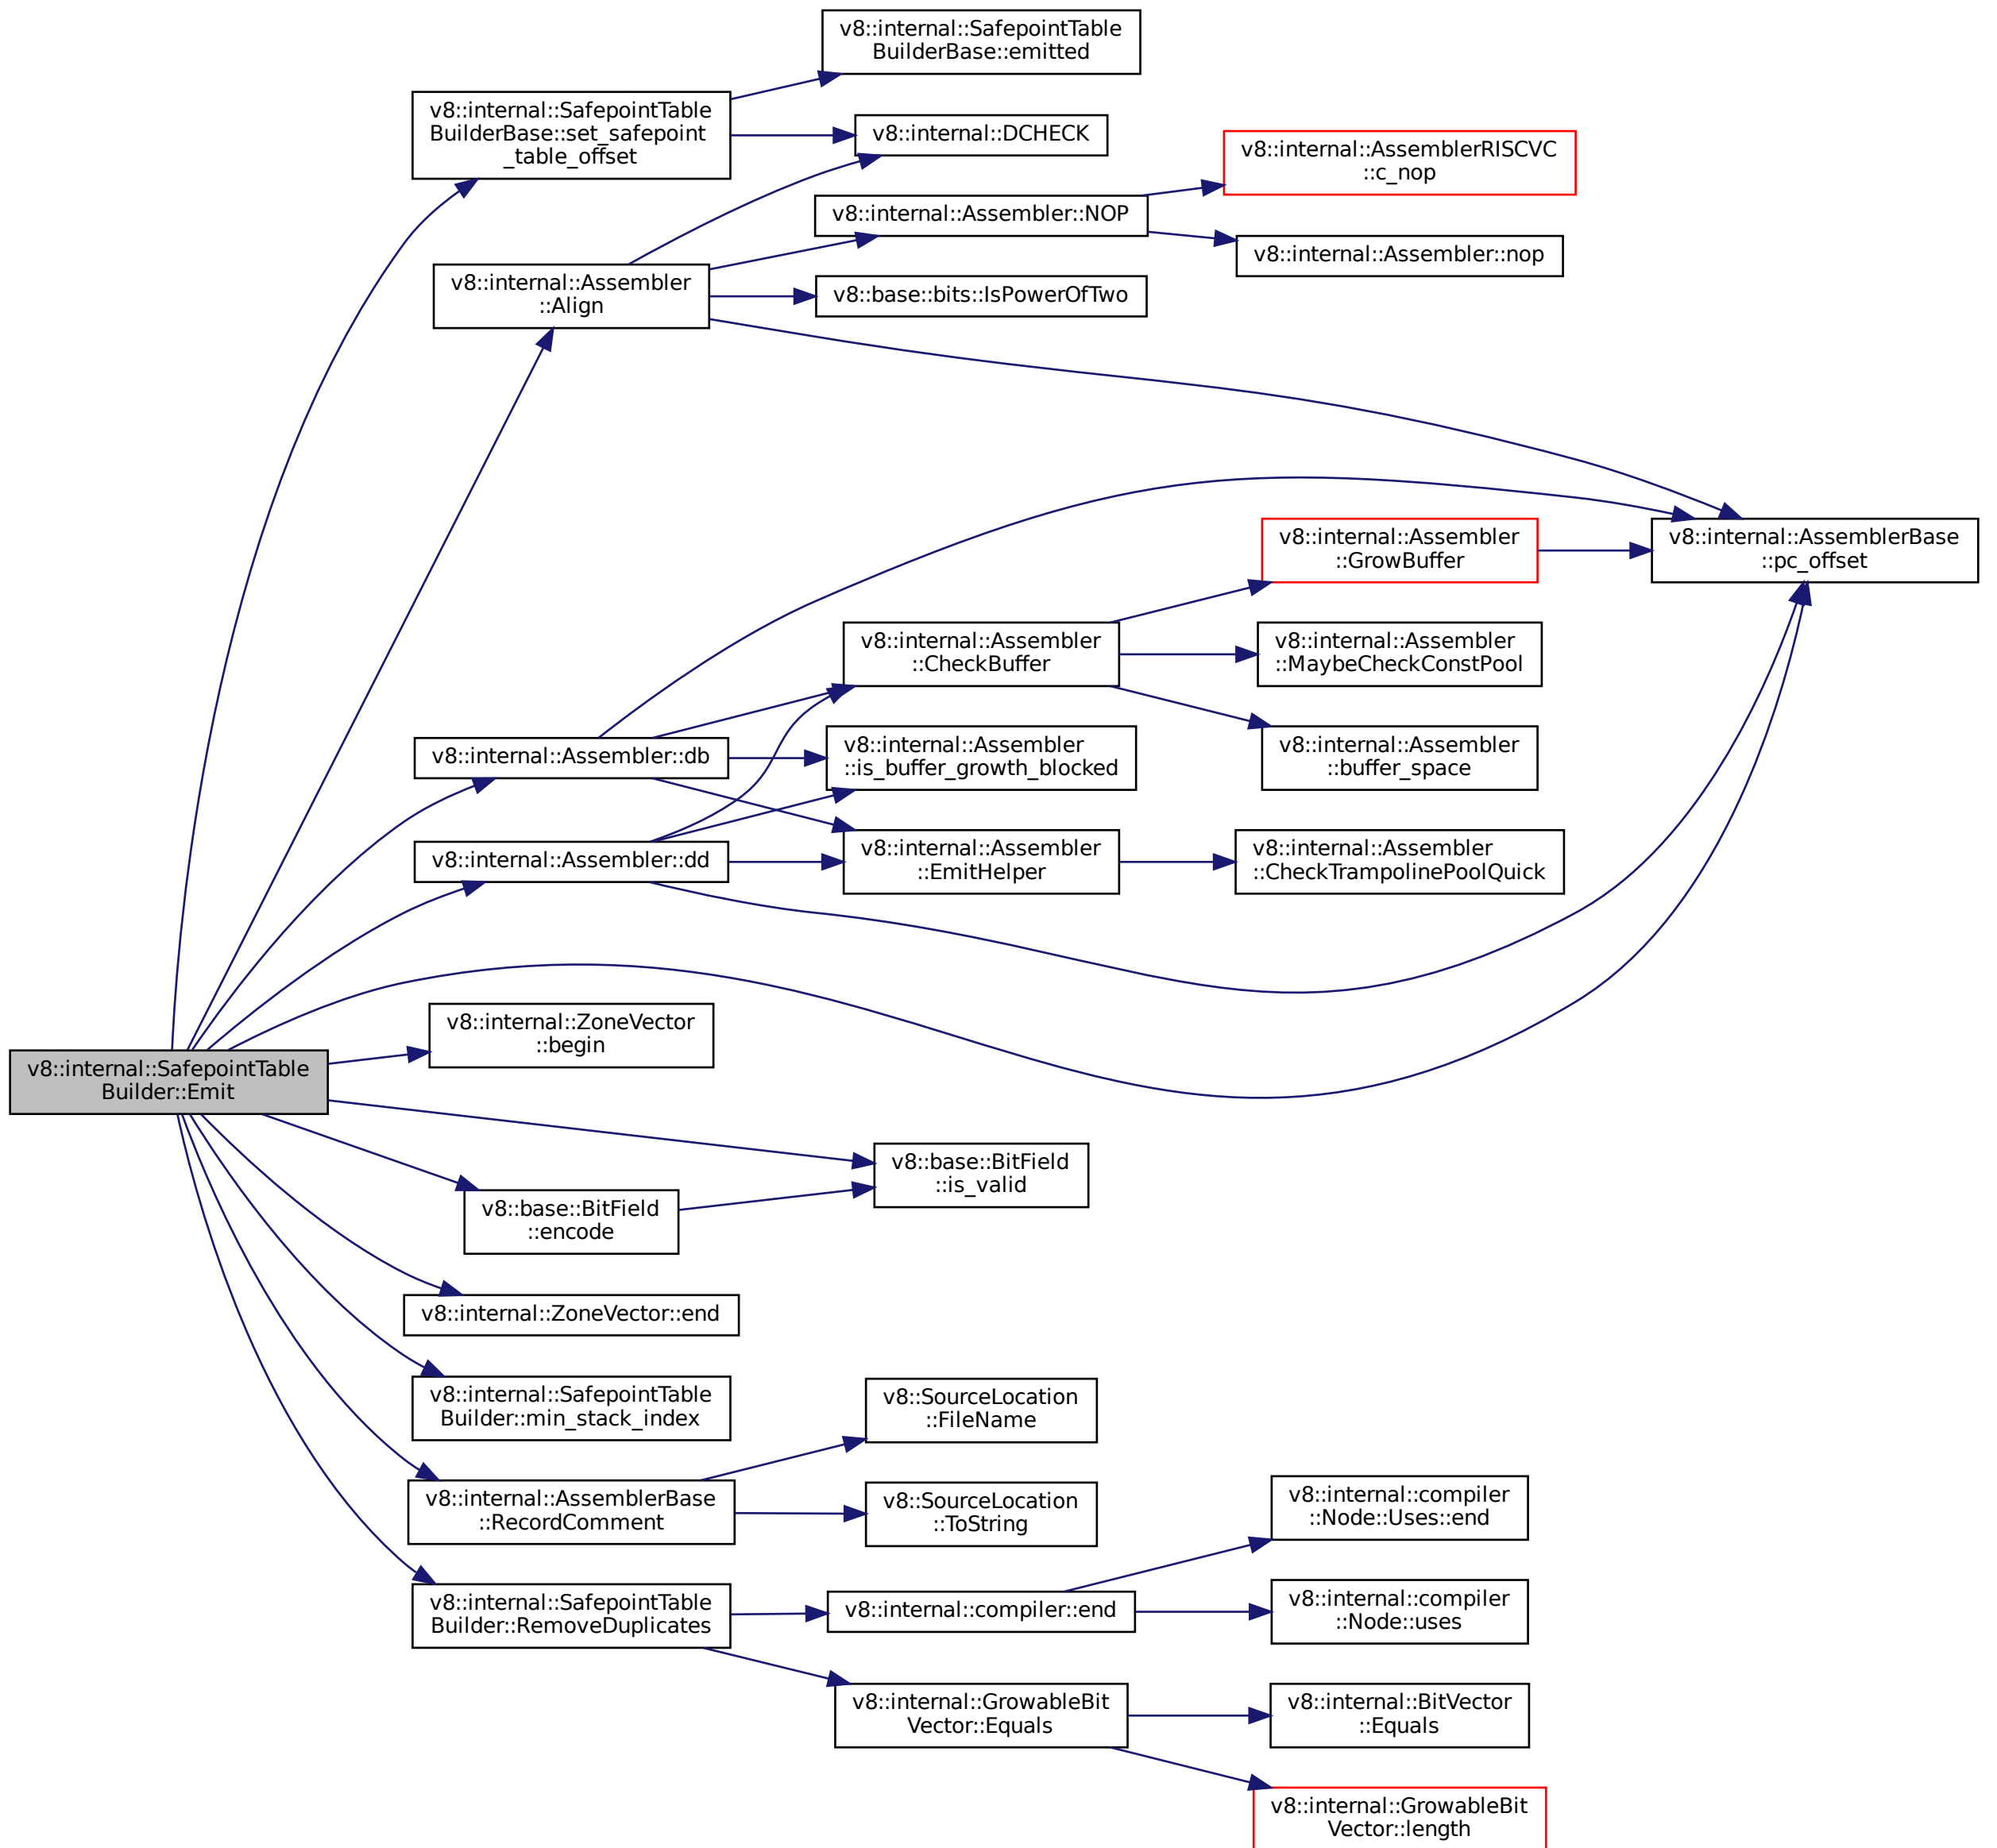 v8::internal::SafepointTable
BuilderBase::emitted
v8::internal::SafepointTable
BuilderBase::set_safepoint
_table_offset
v8::internal::DCHECK
v8::internal::AssemblerRISCVC
::c_nop
v8::internal::Assembler::NOP
v8::internal::Assembler::nop
v8::internal::Assembler
::Align
v8::base::bits::IsPowerOfTwo
v8::internal::Assembler
::GrowBuffer
v8::internal::AssemblerBase
::pc_offset
v8::internal::Assembler
::CheckBuffer
v8::internal::Assembler
::MaybeCheckConstPool
v8::internal::Assembler::db
v8::internal::Assembler
::is_buffer_growth_blocked
v8::internal::Assembler
::buffer_space
v8::internal::Assembler::dd
v8::internal::Assembler
::EmitHelper
v8::internal::Assembler
::CheckTrampolinePoolQuick
v8::internal::ZoneVector
::begin
v8::internal::SafepointTable
Builder::Emit
v8::base::BitField
::is_valid
v8::base::BitField
::encode
v8::internal::ZoneVector::end
v8::internal::SafepointTable
Builder::min_stack_index
v8::SourceLocation
::FileName
v8::internal::AssemblerBase
::RecordComment
v8::SourceLocation
::ToString
v8::internal::compiler
::Node::Uses::end
v8::internal::SafepointTable
Builder::RemoveDuplicates
v8::internal::compiler::end
v8::internal::compiler
::Node::uses
v8::internal::GrowableBit
Vector::Equals
v8::internal::BitVector
::Equals
v8::internal::GrowableBit
Vector::length